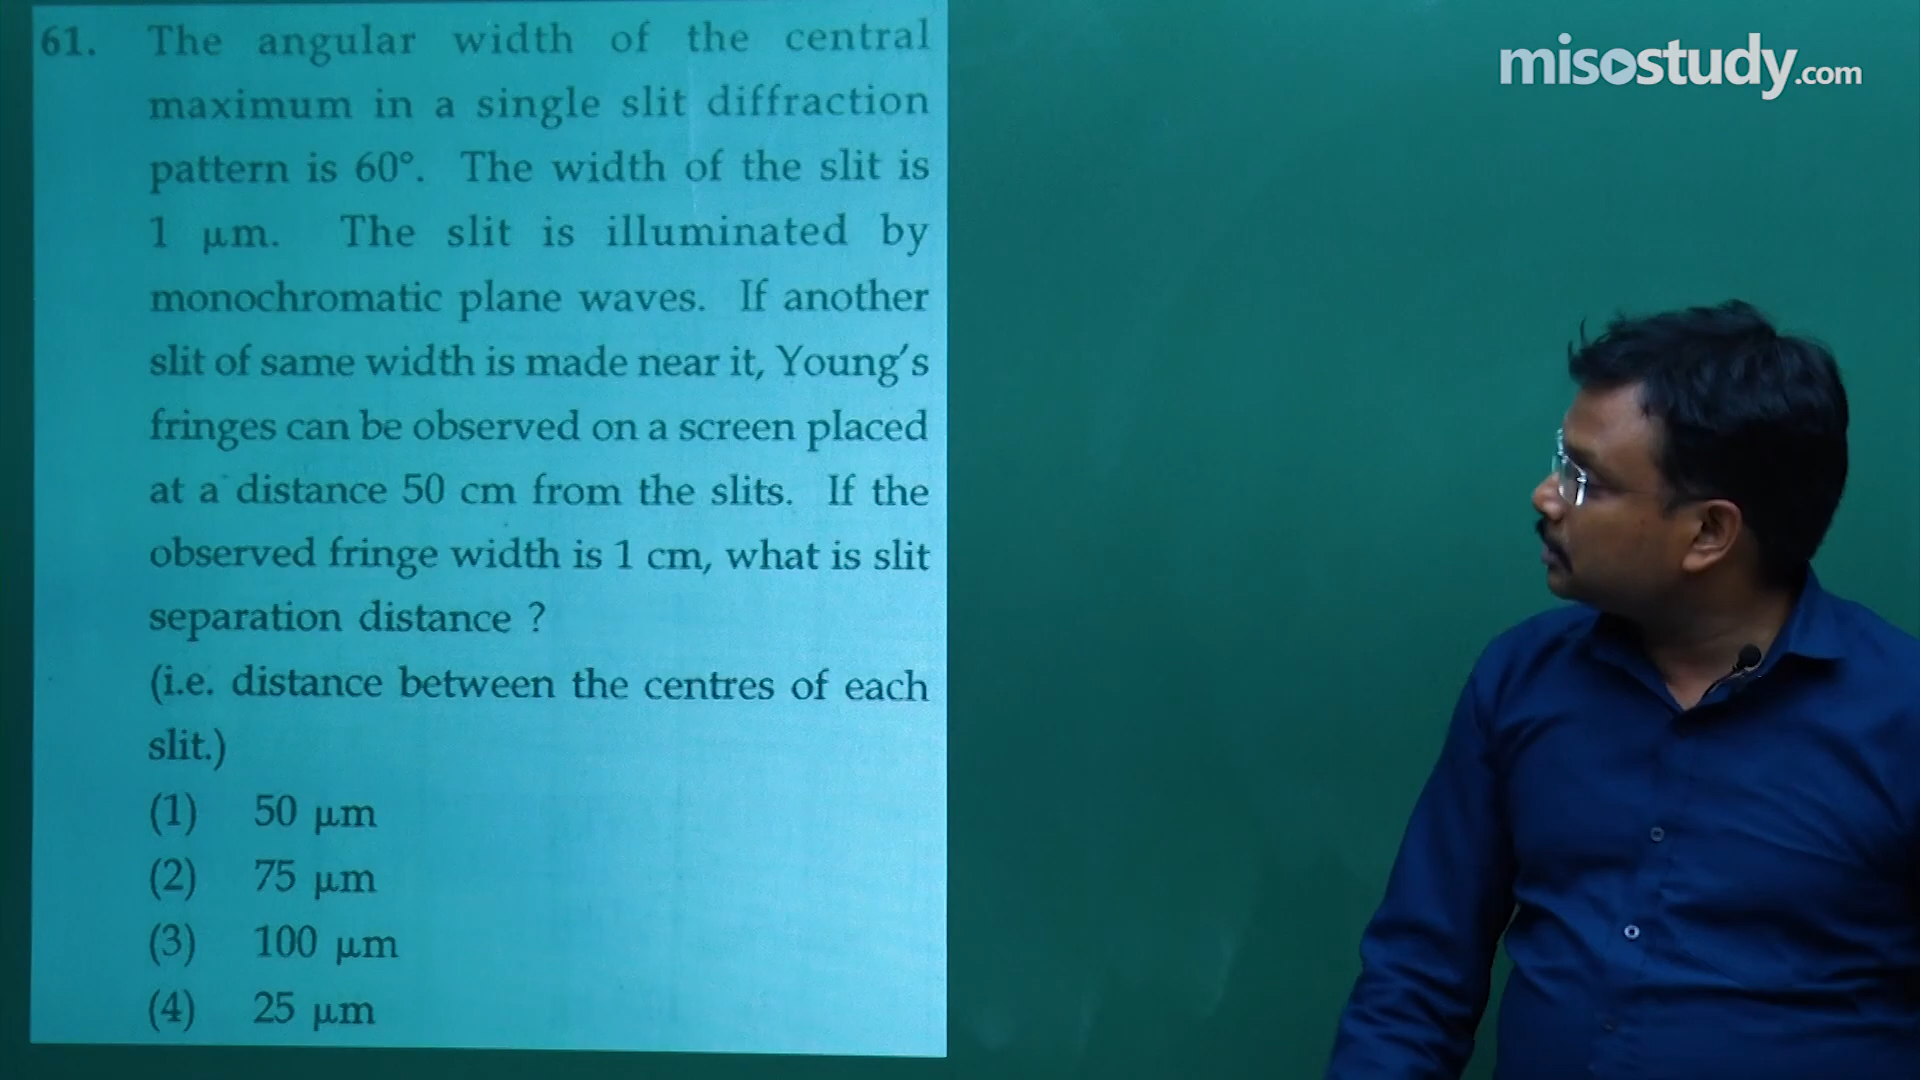 61. The angular width of the central
maximum in a single slit diffraction
pattern is 60°. The width of the slit is
1 μm. The slit is illuminated by
monochromatic plane waves. If another
slit of same width is made near it, Young's
fringes can be observed on a screen placed
at a distance 50 cm from the slits. If the
observed fringe width is 1 cm, what is slit
separation distance ?
(i.e. distance between the centres of each
slit.)
(1) 50 μm
(2) 75 μm
(3) 100 μm
(4) 25 μm
misostudy.com